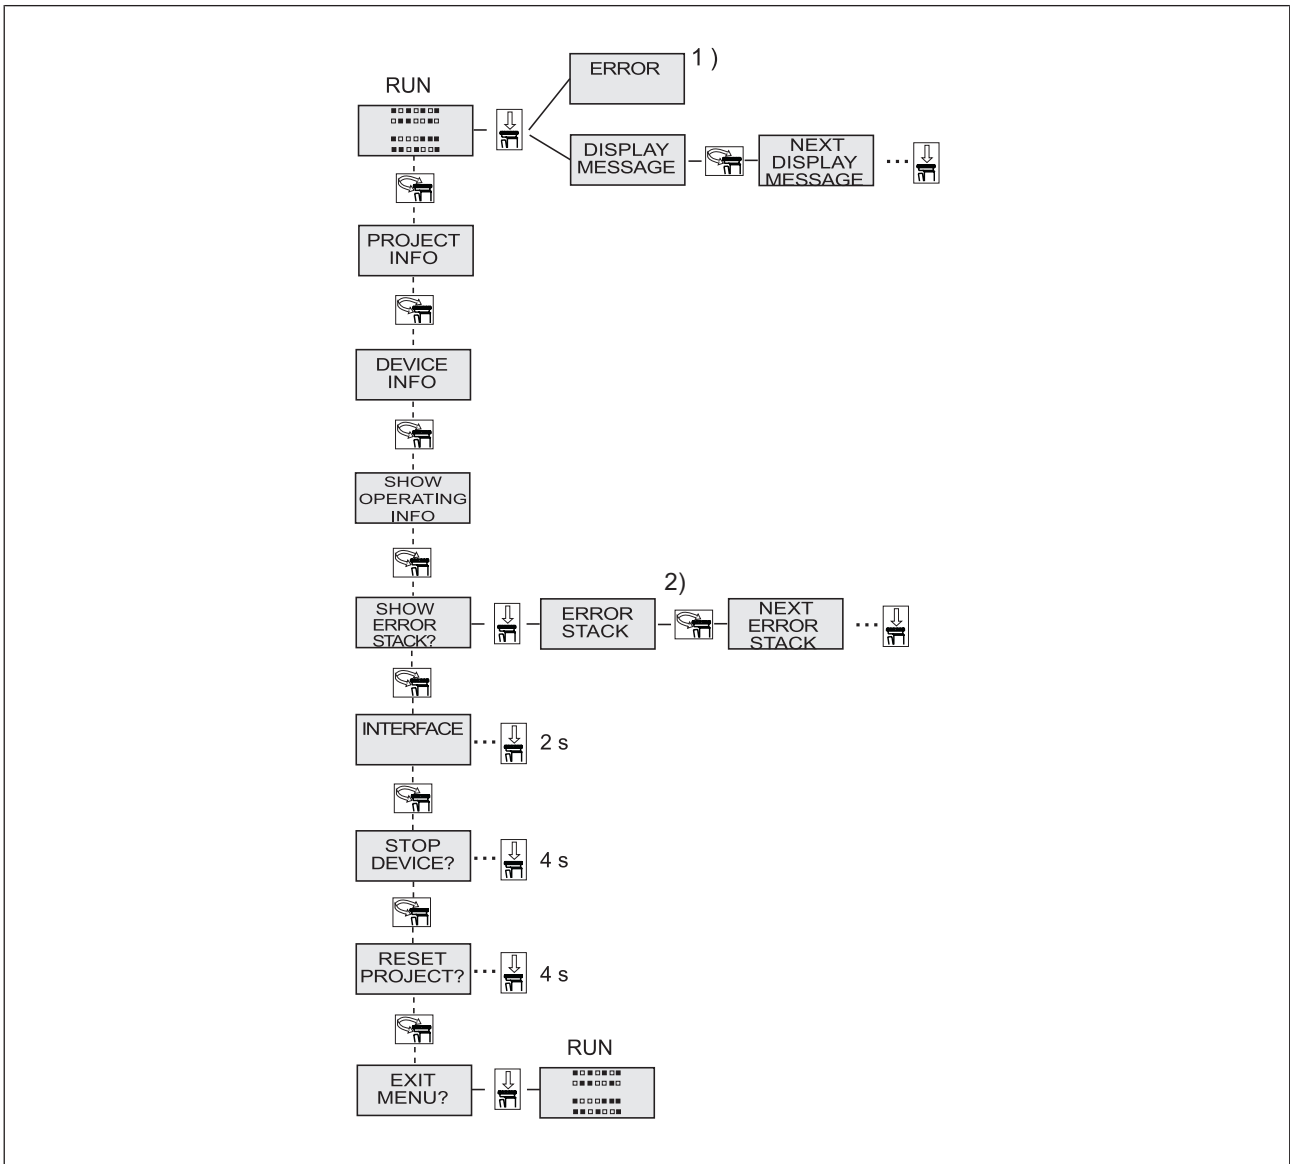 RUN
ERROR
1 )
DISPLAY
MESSAGE
NEXT
DISPLAY
MESSAGE
...
PROJECT
INFO
DEVICE
INFO
SHOW
OPERATING
INFO
SHOW
ERROR
STACK?
ERROR
STACK
2)
NEXT
ERROR
STACK
...
INTERFACE
... 2 s
STOP
DEVICE?
... 4 s
RESET
PROJECT?
... 4 s
EXIT
MENU?
RUN